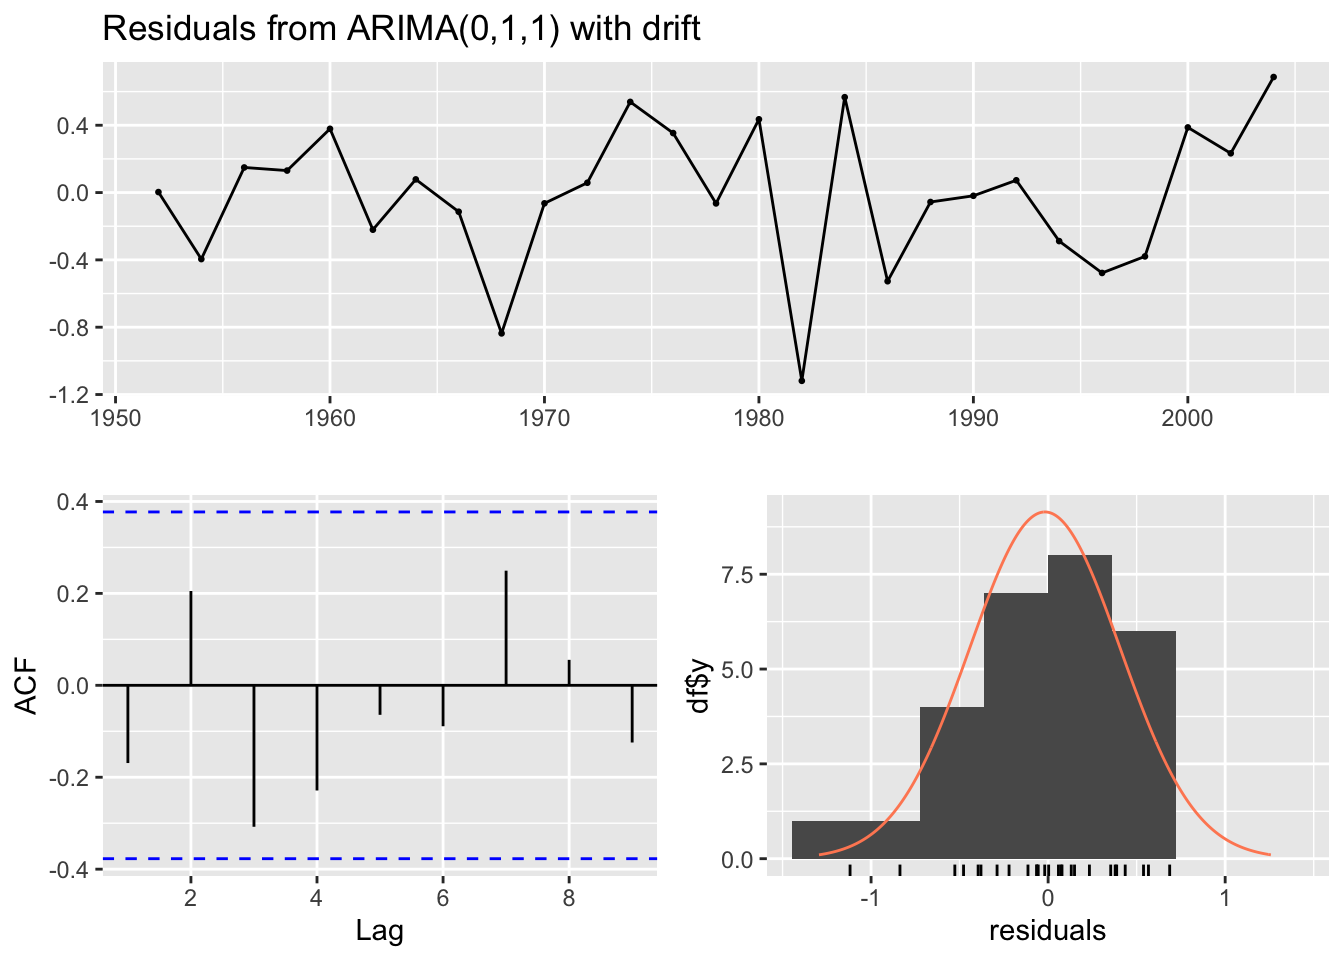 Residuals from ARIMA(0,1,1) with drift
0.4
0.0
-0.4
-0.8
-1.2
1950 1960 1970 1980 1990 2000
0.4
0.2
0.0
-0.2
-0.4
ACF
2 4 6 8
Lag
7.5
5.0
2.5
0.0
df$y
-1 0 1
residuals